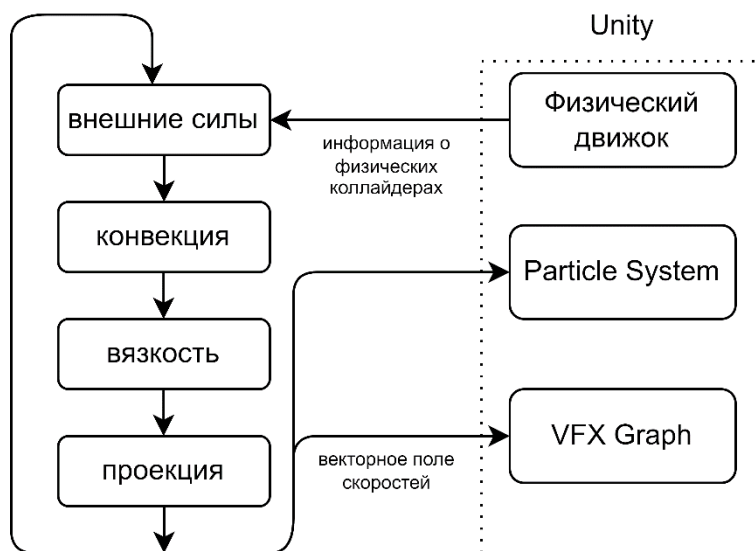 Unity
внешние силы
Физический
движок
информация о
физических
коллайдерах
конвекция
Particle System
вязкость
VFX Graph
проекция
векторное поле
скоростей